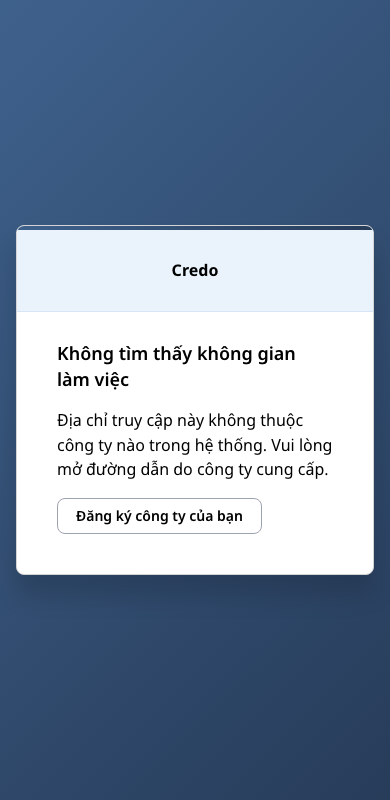 Credo
Không tìm thấy không gian
làm việc
Địa chỉ truy cập này không thuộc
công ty nào trong hệ thống. Vui lòng
mở đường dẫn do công ty cung cấp.
Đăng ký công ty của bạn